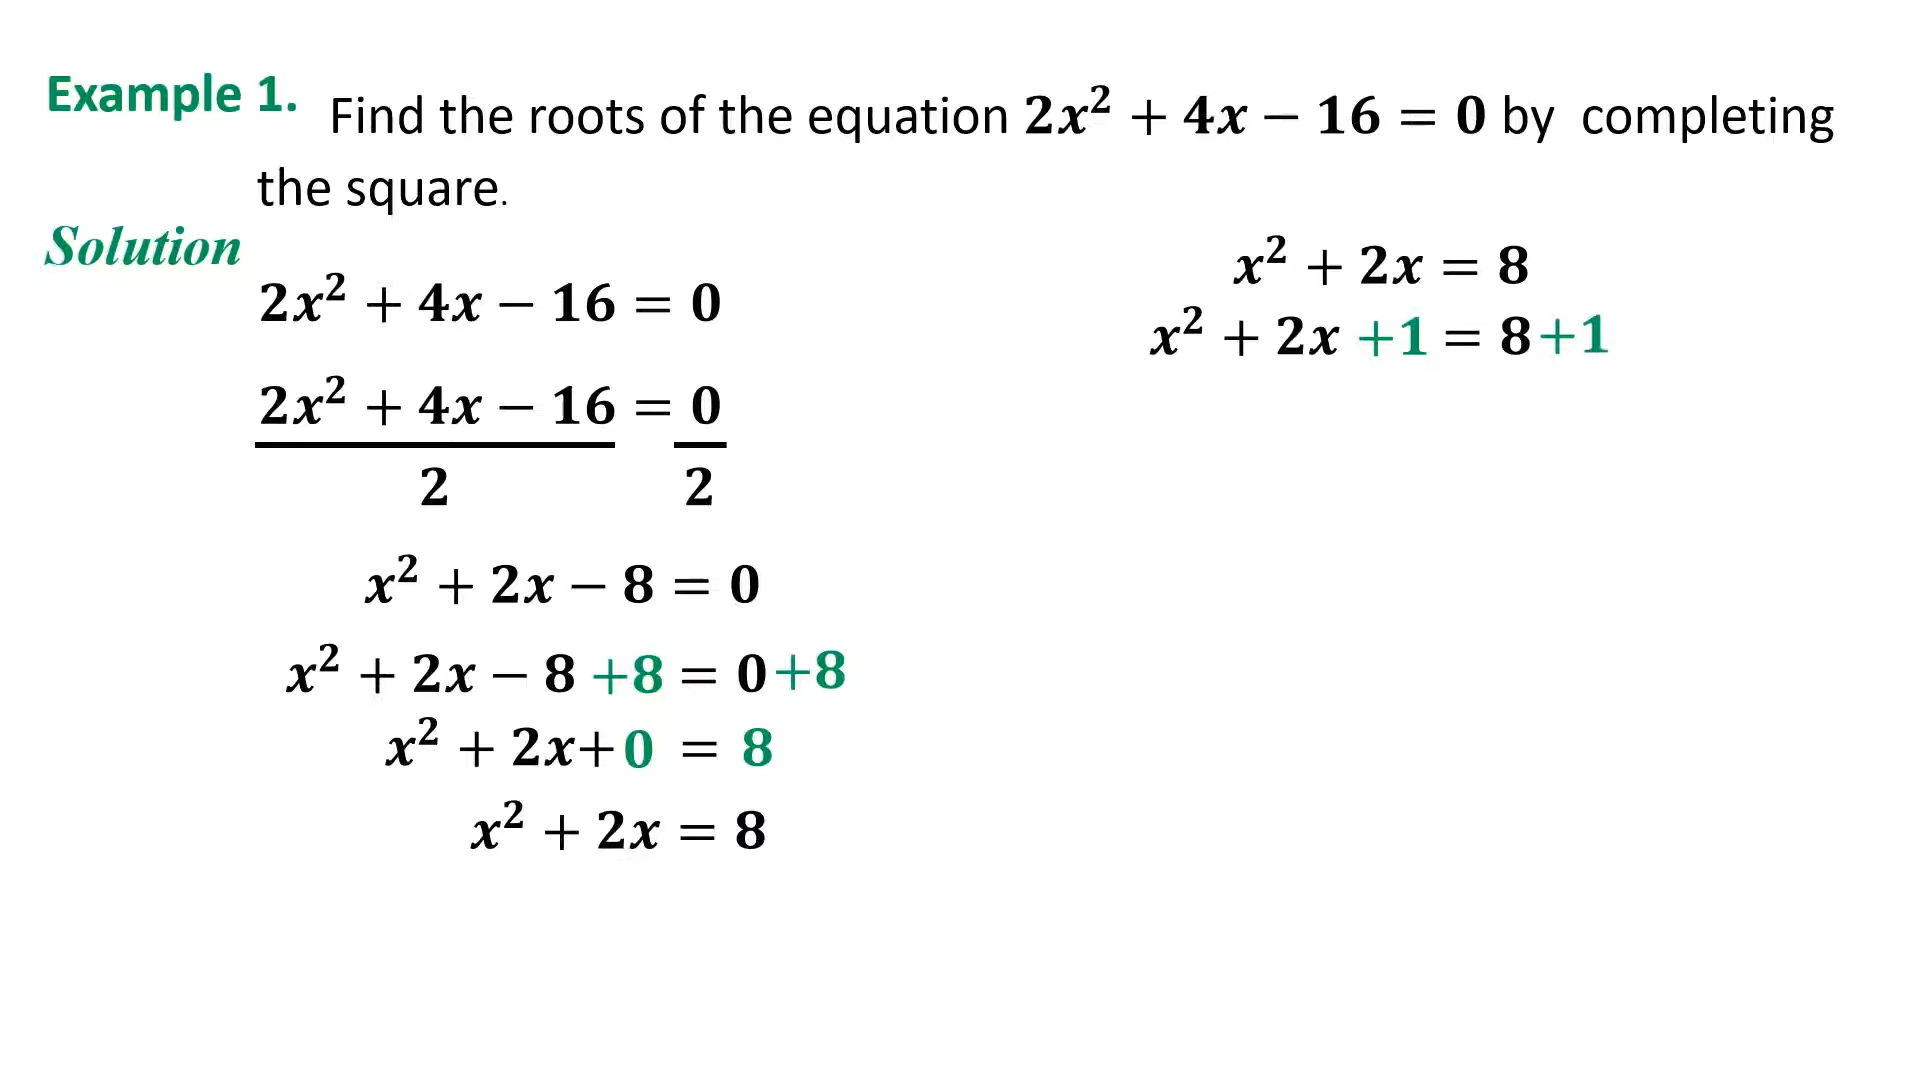 Example 1. Find the roots of the equation 2x² + 4x − 16 = 0 by completing
the square.
Solution
2x² + 4x − 16 = 0
2x² + 4x − 16 = 0
2 2
x² + 2x − 8 = 0
x² + 2x − 8 +8 = 0 +8
x² + 2x+ 0 = 8
x² + 2x = 8
x² + 2x = 8
x² + 2x +1 = 8 +1